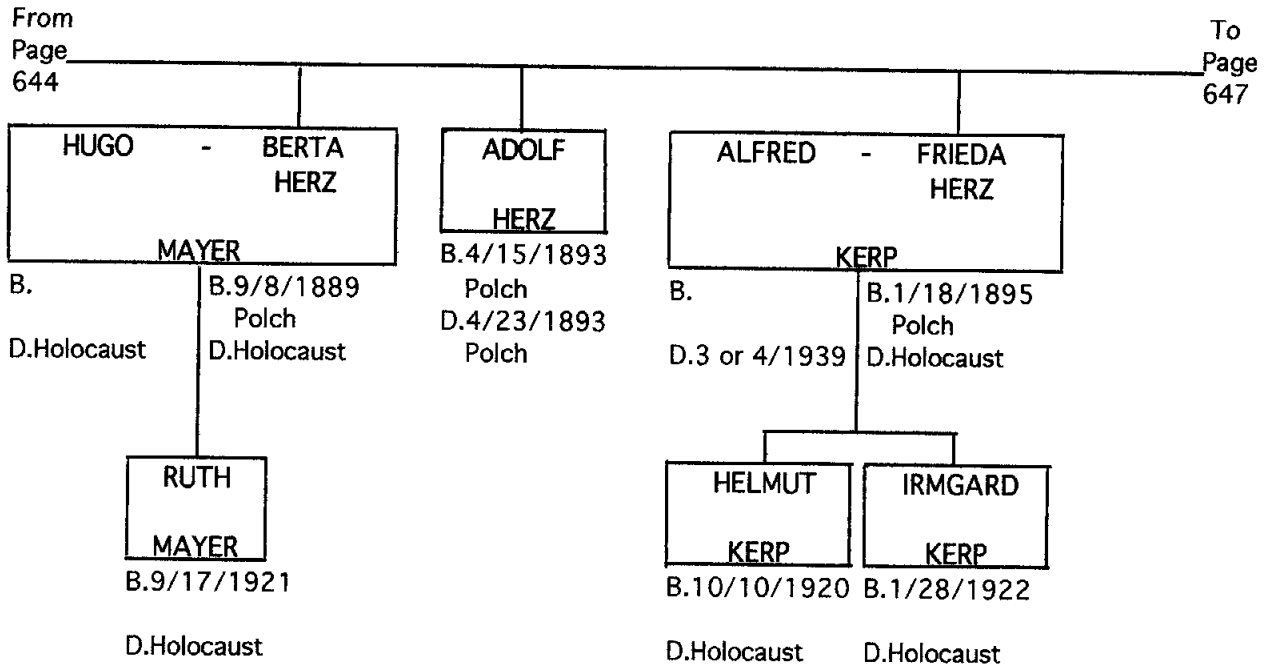 From
Page
644
To
Page
647
HUGO - BERTA
HERZ
MAYER
B.
B.9/8/1889
Polch
D.Holocaust
D.Holocaust
RUTH
MAYER
B.9/17/1921
D.Holocaust
ADOLF
HERZ
B.4/15/1893
Polch
D.4/23/1893
Polch
ALFRED - FRIEDA
HERZ
KERP
B.
B.1/18/1895
Polch
D.3 or 4/1939
D.Holocaust
HELMUT
KERP
B.10/10/1920
D.Holocaust
IRMGARD
KERP
B.1/28/1922
D.Holocaust